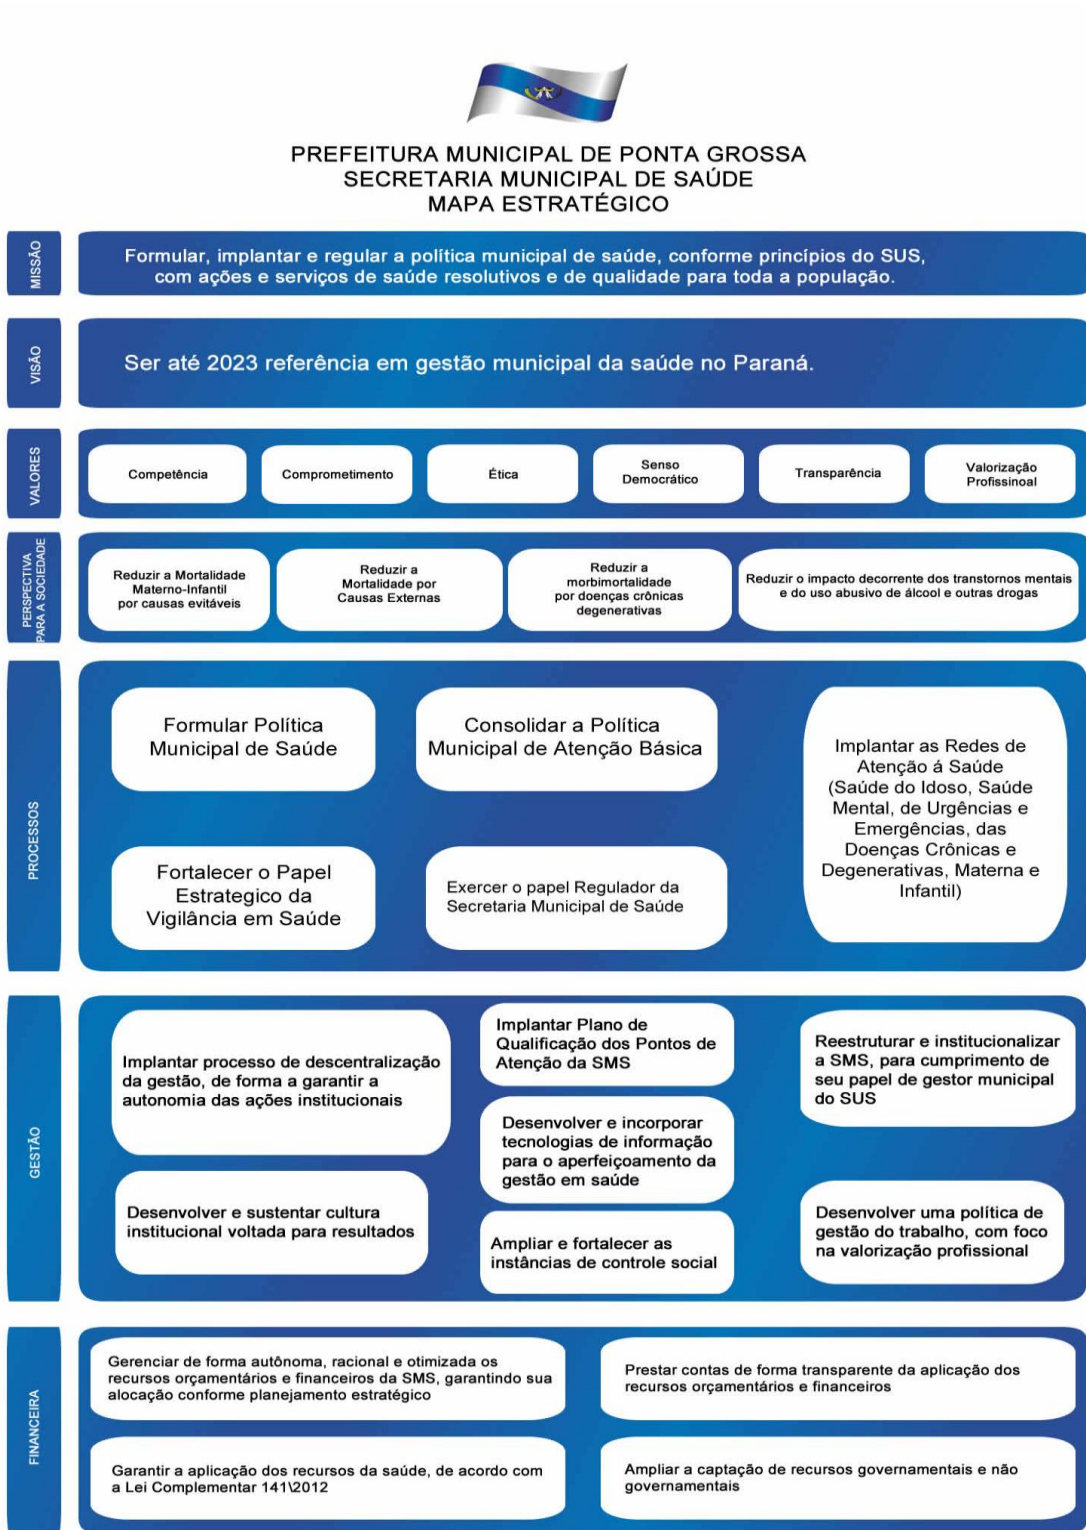 PREFEITURA MUNICIPAL DE PONTA GROSSA
SECRETARIA MUNICIPAL DE SAÚDE
MAPA ESTRATÉGICO
MISSÃO
Formular, implantar e regular a política municipal de saúde, conforme princípios do SUS,
com ações e serviços de saúde resolutivos e de qualidade para toda a população.
VISÃO
Ser até 2023 referência em gestão municipal da saúde no Paraná.
VALORES
Competência
Comprometimento
Ética
Senso
Democrático
Transparência
Valorização
Profissinoal
PERSPECTIVA
PARA A SOCIEDADE
Reduzir a Mortalidade
Materno-Infantil
por causas evitáveis
Reduzir a
Mortalidade por
Causas Externas
Reduzir a
morbimortalidade
por doenças crônicas
degenerativas
Reduzir o impacto decorrente dos transtornos mentais
e do uso abusivo de álcool e outras drogas
PROCESSOS
Formular Política
Municipal de Saúde
Consolidar a Política
Municipal de Atenção Básica
Implantar as Redes de
Atenção á Saúde
(Saúde do Idoso, Saúde
Mental, de Urgências e
Emergências, das
Doenças Crônicas e
Degenerativas, Materna e
Infantil)
Fortalecer o Papel
Estrategico da
Vigilância em Saúde
Exercer o papel Regulador da
Secretaria Municipal de Saúde
GESTÃO
Implantar processo de descentralização
da gestão, de forma a garantir a
autonomia das ações institucionais
Implantar Plano de
Qualificação dos Pontos de
Atenção da SMS
Reestruturar e institucionalizar
a SMS, para cumprimento de
seu papel de gestor municipal
do SUS
Desenvolver e incorporar
tecnologias de informação
para o aperfeiçoamento da
gestão em saúde
Desenvolver e sustentar cultura
institucional voltada para resultados
Ampliar e fortalecer as
instâncias de controle social
Desenvolver uma política de
gestão do trabalho, com foco
na valorização profissional
FINANCEIRA
Gerenciar de forma autônoma, racional e otimizada os
recursos orçamentários e financeiros da SMS, garantindo sua
alocação conforme planejamento estratégico
Prestar contas de forma transparente da aplicação dos
recursos orçamentários e financeiros
Garantir a aplicação dos recursos da saúde, de acordo com
a Lei Complementar 141\2012
Ampliar a captação de recursos governamentais e não
governamentais